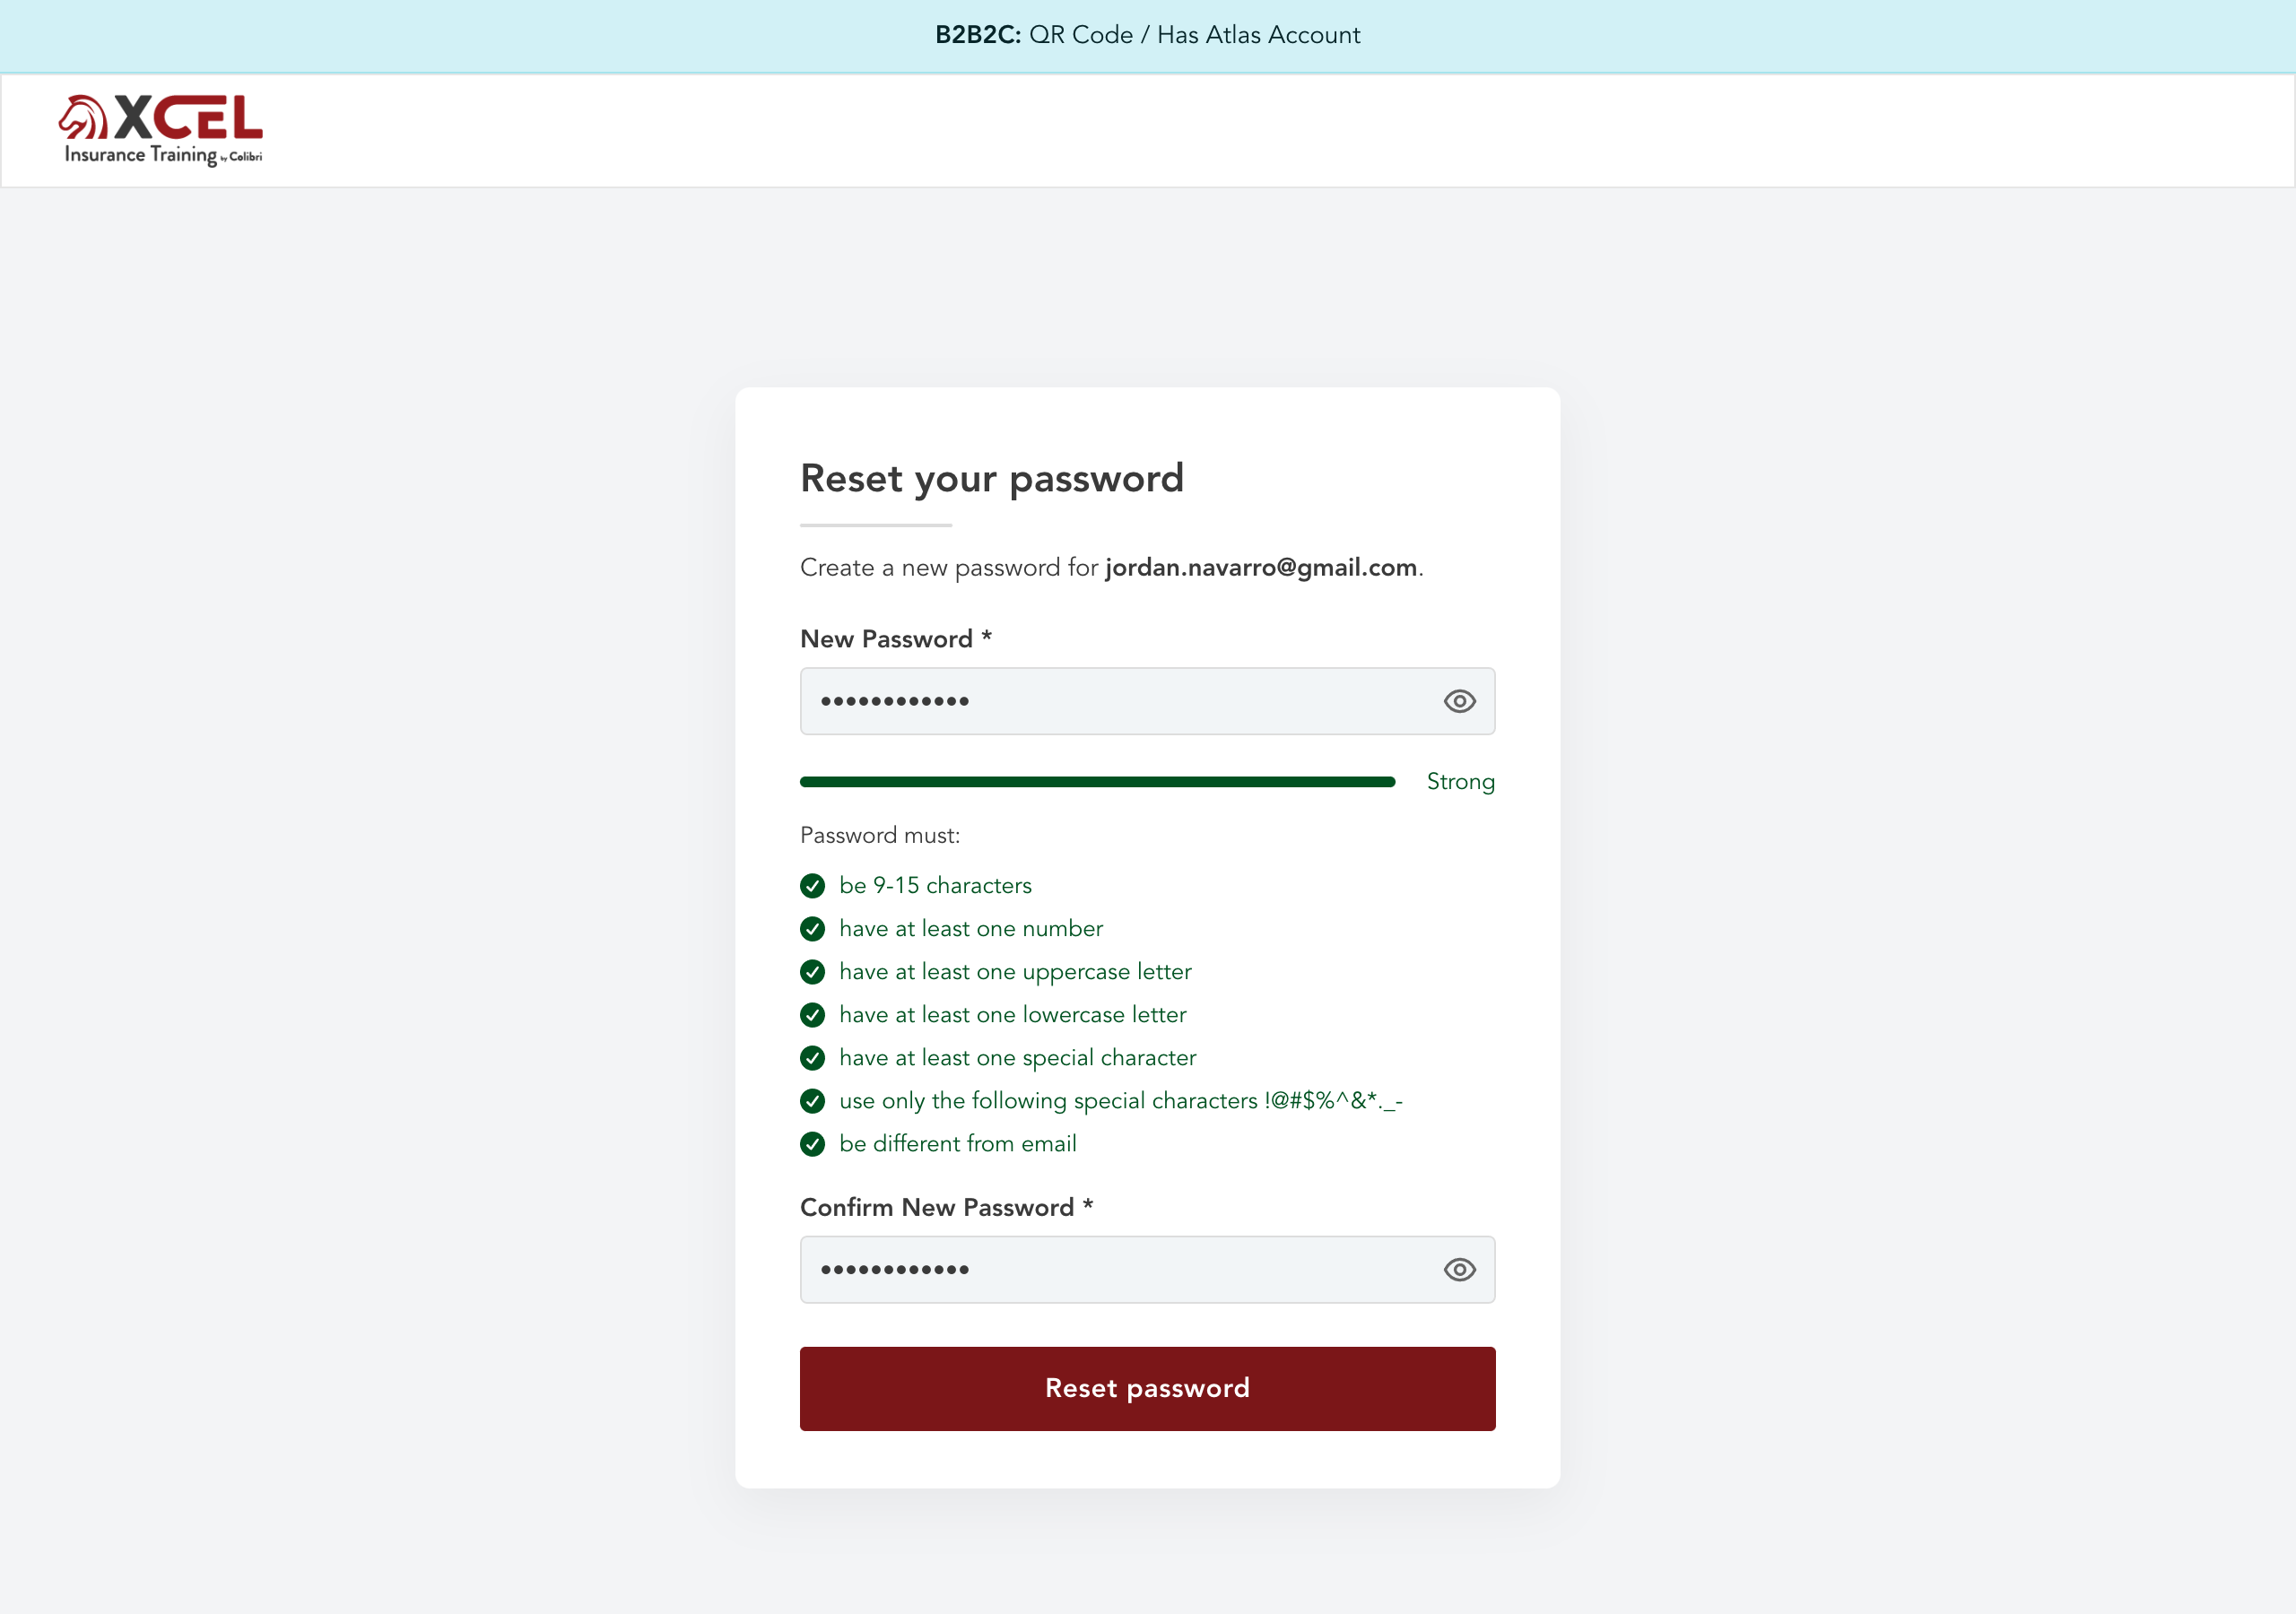 B2B2C: QR Code / Has Atlas Account
XCEL
Insurance Training by Colibri
Reset your password
Create a new password for jordan.navarro@gmail.com.
New Password *
••••••••••••
Strong
Password must:
be 9-15 characters
have at least one number
have at least one uppercase letter
have at least one lowercase letter
have at least one special character
use only the following special characters !@#$%^&*._-
be different from email
Confirm New Password *
••••••••••••
Reset password